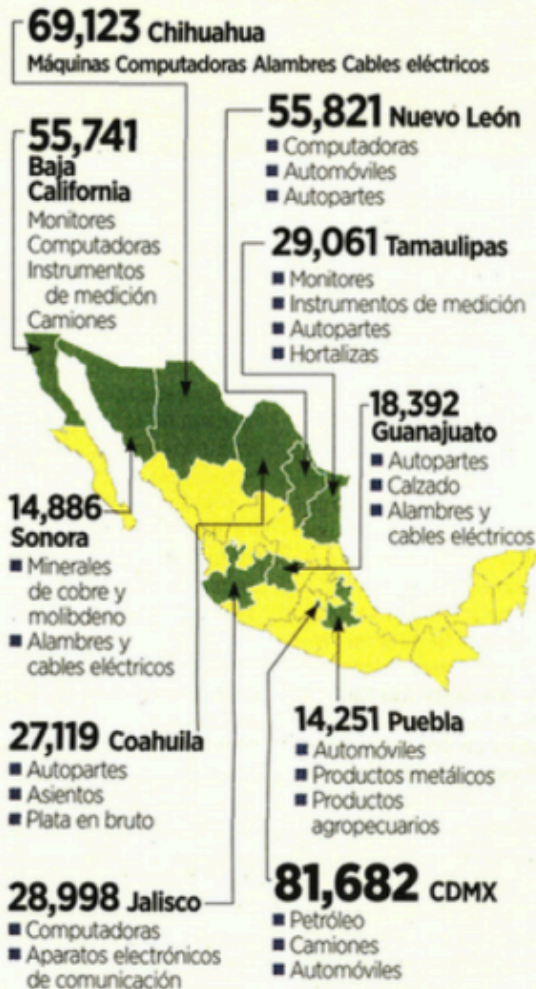 69,123 Chihuahua
Máquinas Computadoras Alambres Cables eléctricos
55,741
Baja
California
Monitores
Computadoras
Instrumentos
de medición
Camiones
55,821 Nuevo León
■ Computadoras
■ Automóviles
■ Autopartes
29,061 Tamaulipas
■ Monitores
■ Instrumentos de medición
■ Autopartes
■ Hortalizas
18,392
Guanajuato
■ Autopartes
■ Calzado
■ Alambres y
cables eléctricos
14,886
Sonora
■ Minerales
de cobre y
molibdeno
■ Alambres y
cables eléctricos
27,119 Coahuila
■ Autopartes
■ Asientos
■ Plata en bruto
14,251 Puebla
■ Automóviles
■ Productos metálicos
■ Productos
agropecuarios
28,998 Jalisco
■ Computadoras
■ Aparatos electrónicos
de comunicación
81,682 CDMX
■ Petróleo
■ Camiones
■ Automóviles